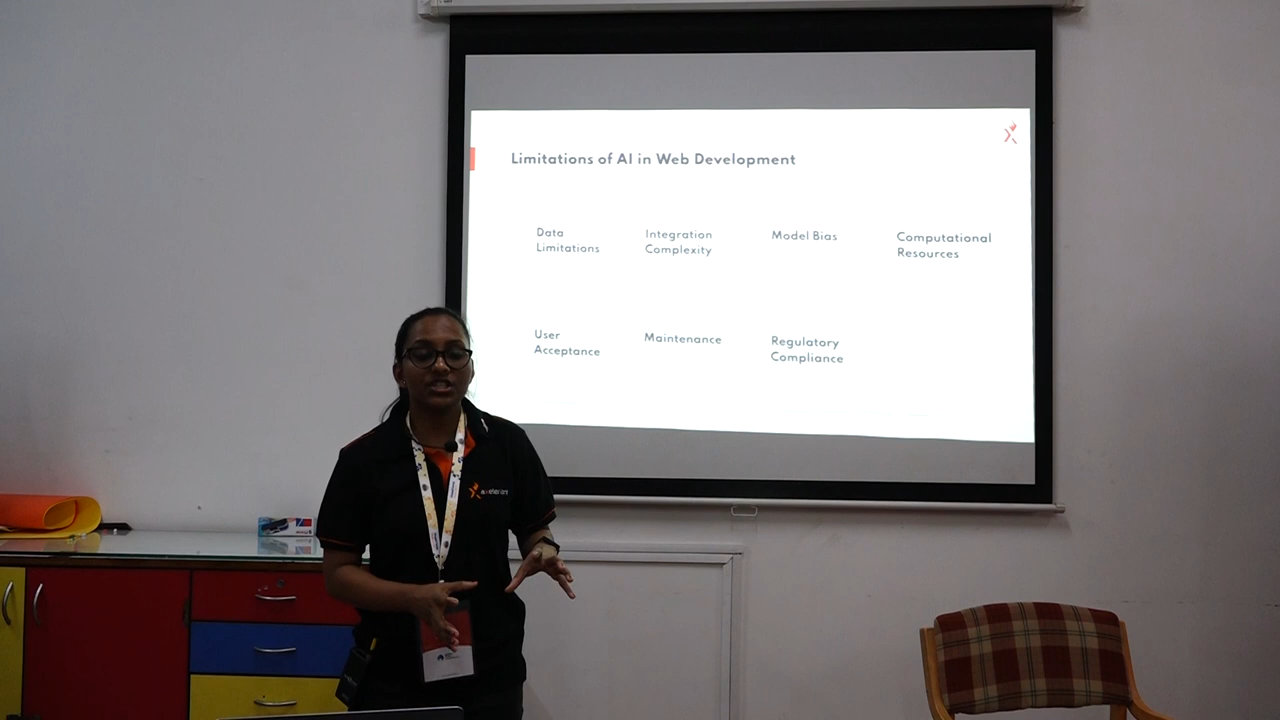 Limitations of AI in Web Development
Data
Limitations
Integration
Complexity
Model Bias
Computational
Resources
User
Acceptance
Maintenance
Regulatory
Compliance